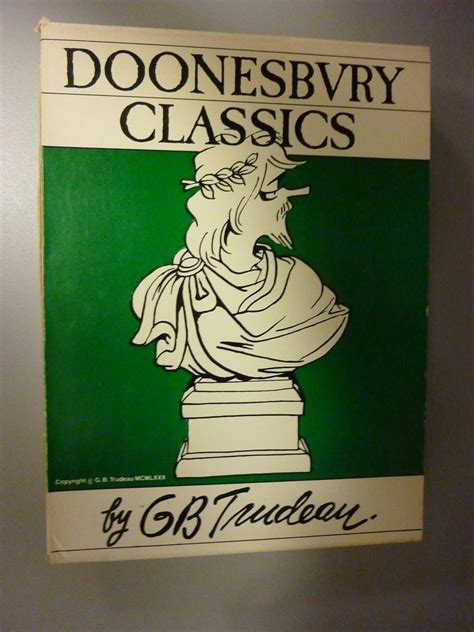 DOONESBVRY
CLASSICS
Copyright © G.B. Trudeau MCMLXXX
by GB Trudeau.